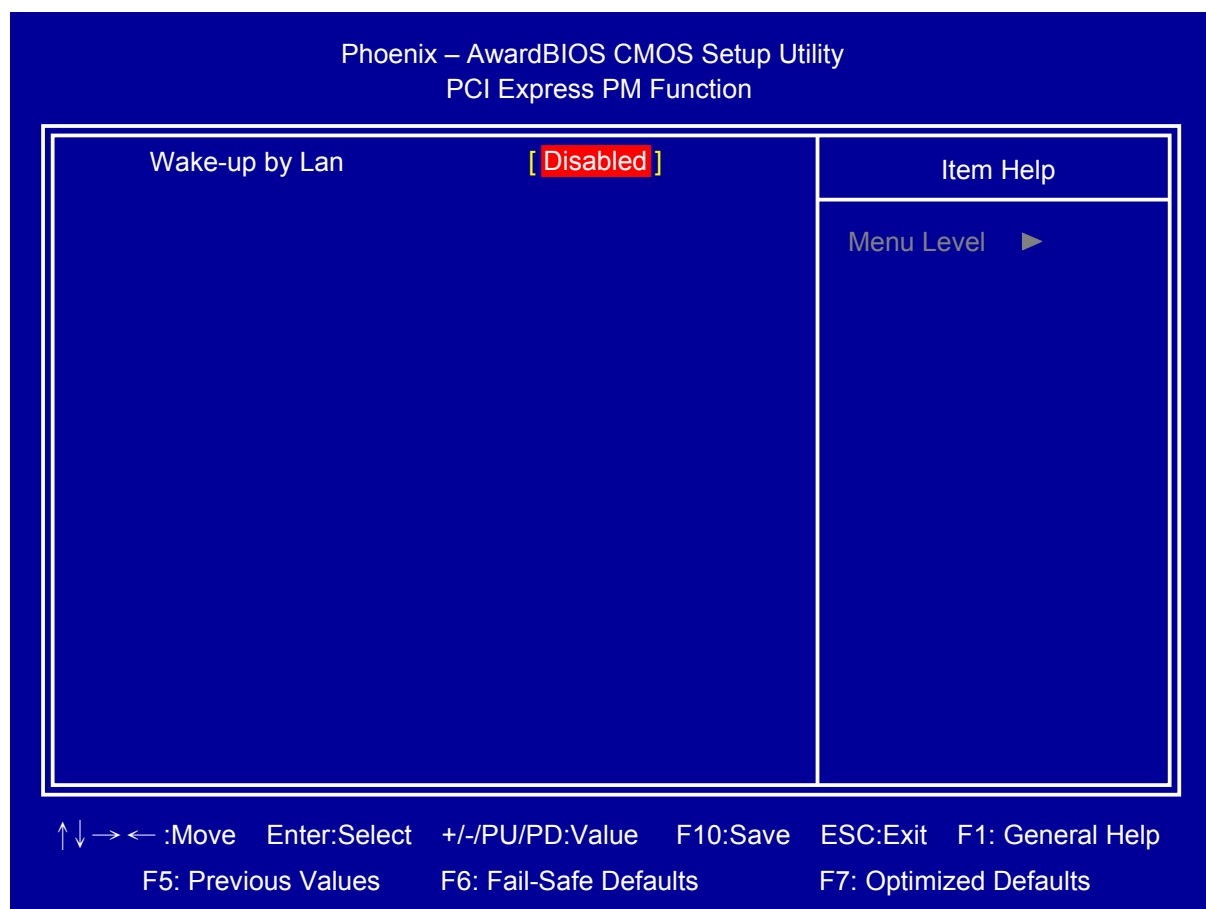 Phoenix – AwardBIOS CMOS Setup Utility
PCI Express PM Function
Wake-up by Lan [ Disabled ]
Item Help
Menu Level ►
↑↓→← :Move Enter:Select +/-/PU/PD:Value F10:Save ESC:Exit F1: General Help
F5: Previous Values F6: Fail-Safe Defaults F7: Optimized Defaults